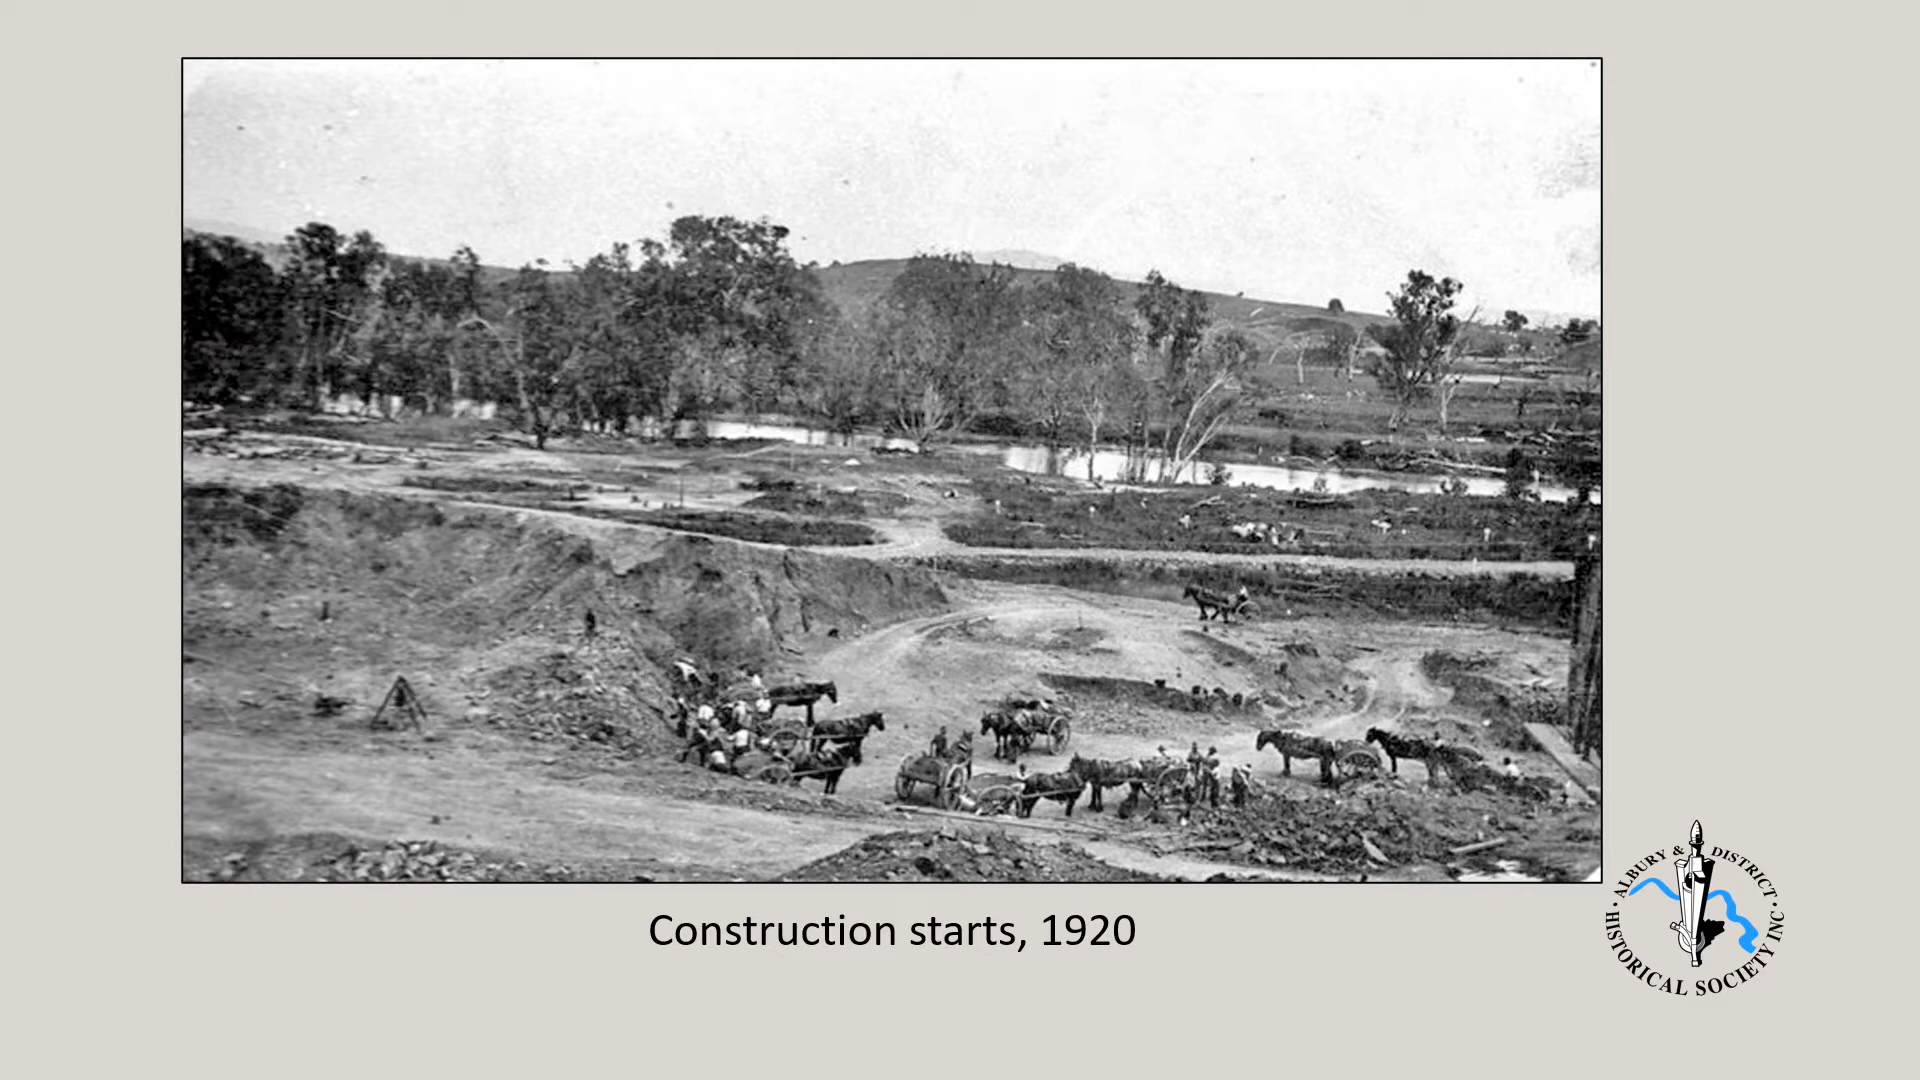 Construction starts, 1920
ALBURY & DISTRICT
HISTORICAL SOCIETY INC